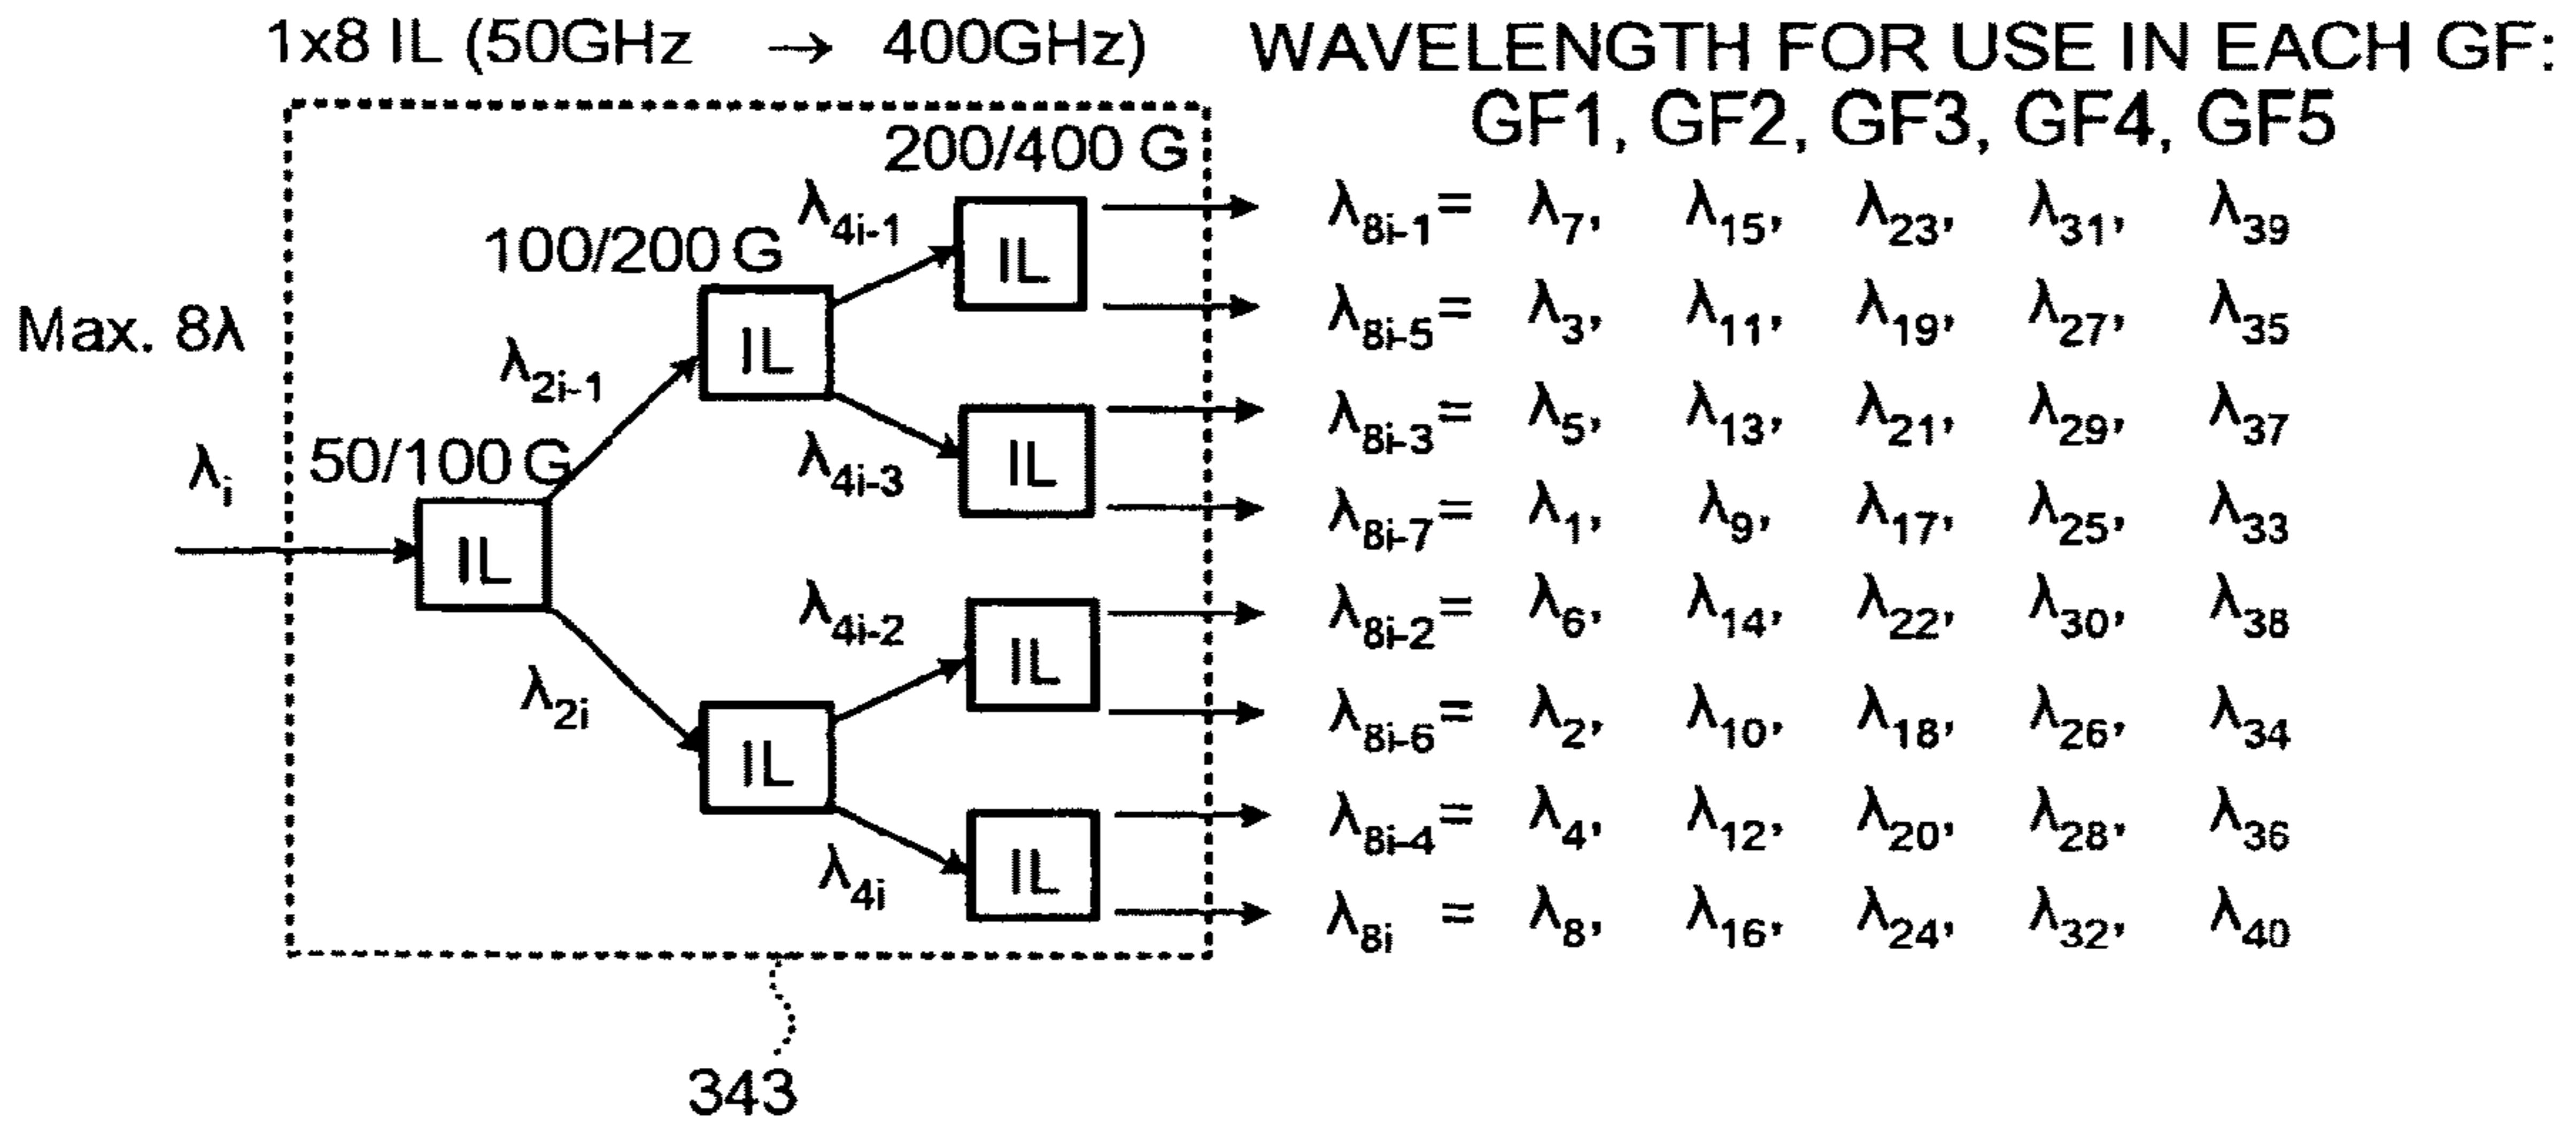 1x8 IL (50GHz → 400GHz) WAVELENGTH FOR USE IN EACH GF:
GF1, GF2, GF3, GF4, GF5
200/400 G
100/200 G
50/100 G
Max. 8λ
λi
λ2i-1
λ2i
λ4i-1
λ4i-3
λ4i-2
λ4i
IL
IL
IL
IL
IL
IL
IL
λ8i-1= λ7, λ15, λ23, λ31, λ39
λ8i-5= λ3, λ11, λ19, λ27, λ35
λ8i-3= λ5, λ13, λ21, λ29, λ37
λ8i-7= λ1, λ9, λ17, λ25, λ33
λ8i-2= λ6, λ14, λ22, λ30, λ38
λ8i-6= λ2, λ10, λ18, λ26, λ34
λ8i-4= λ4, λ12, λ20, λ28, λ36
λ8i = λ8, λ16, λ24, λ32, λ40
343